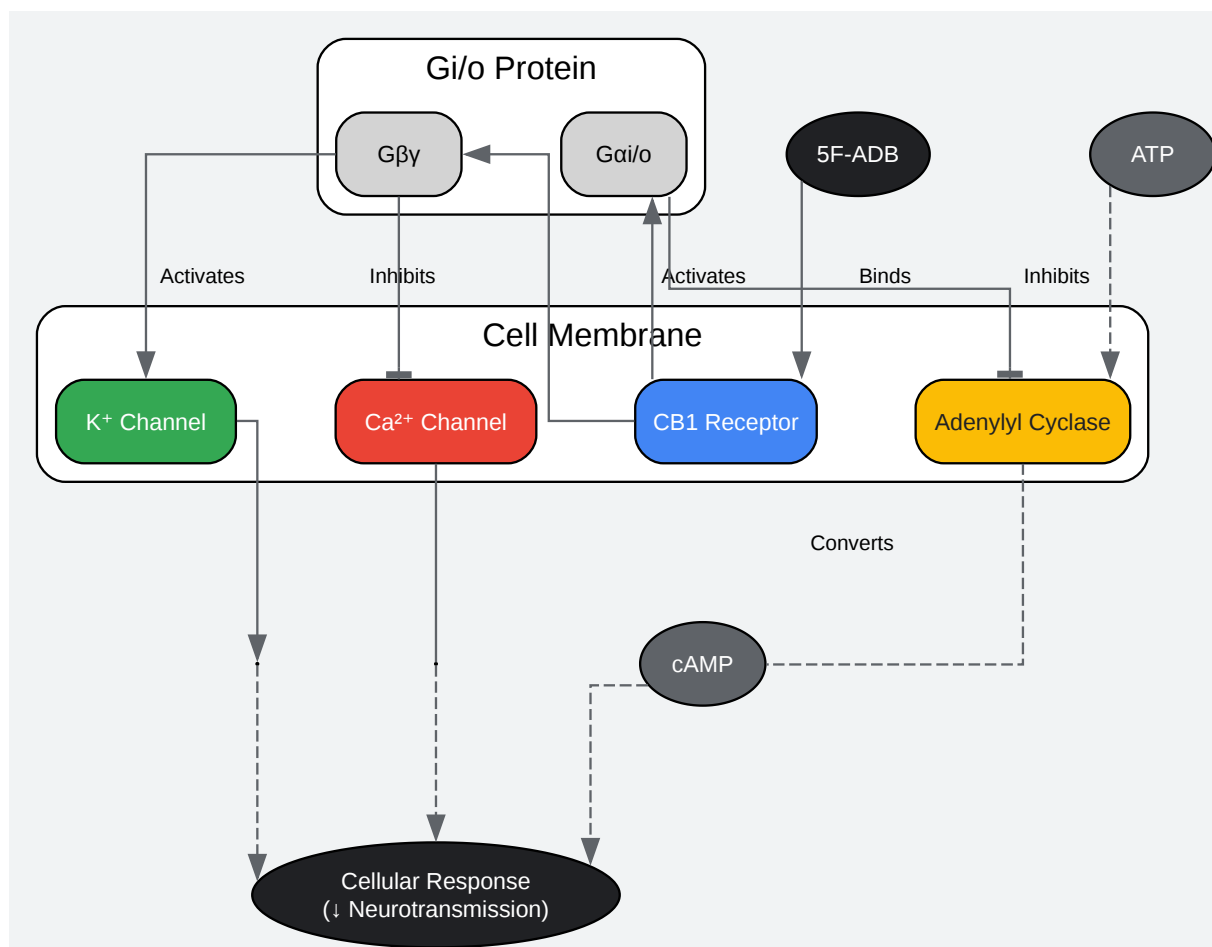 Gi/o Protein
Gβγ
Gαi/o
5F-ADB
ATP
Activates
Inhibits
Activates
Binds
Inhibits
Cell Membrane
K⁺ Channel
Ca²⁺ Channel
CB1 Receptor
Adenylyl Cyclase
Converts
cAMP
Cellular Response
(↓ Neurotransmission)